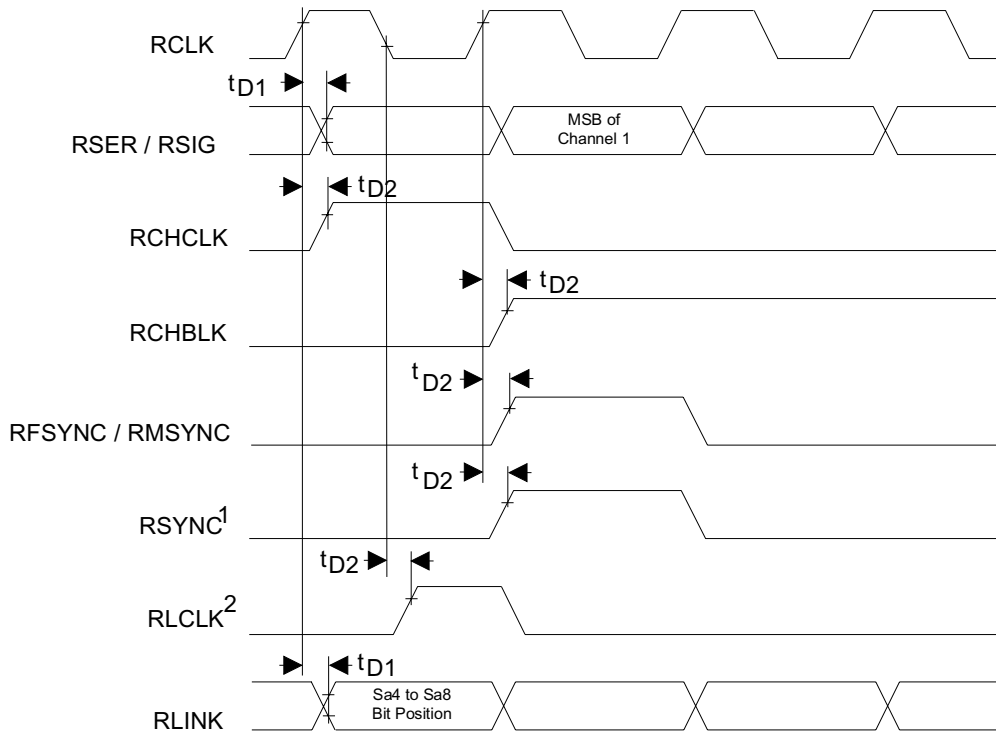 RCLK
tD1
RSER / RSIG
MSB of
Channel 1
tD2
RCHCLK
tD2
RCHBLK
tD2
RFSYNC / RMSYNC
tD2
RSYNC1
tD2
RLCLK2
tD1
Sa4 to Sa8
Bit Position
RLINK